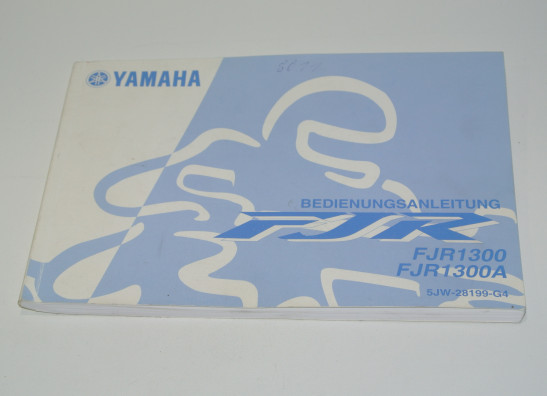 YAMAHA
BEDIENUNGSANLEITUNG
FJR
FJR1300
FJR1300A
5JW-28199-G4